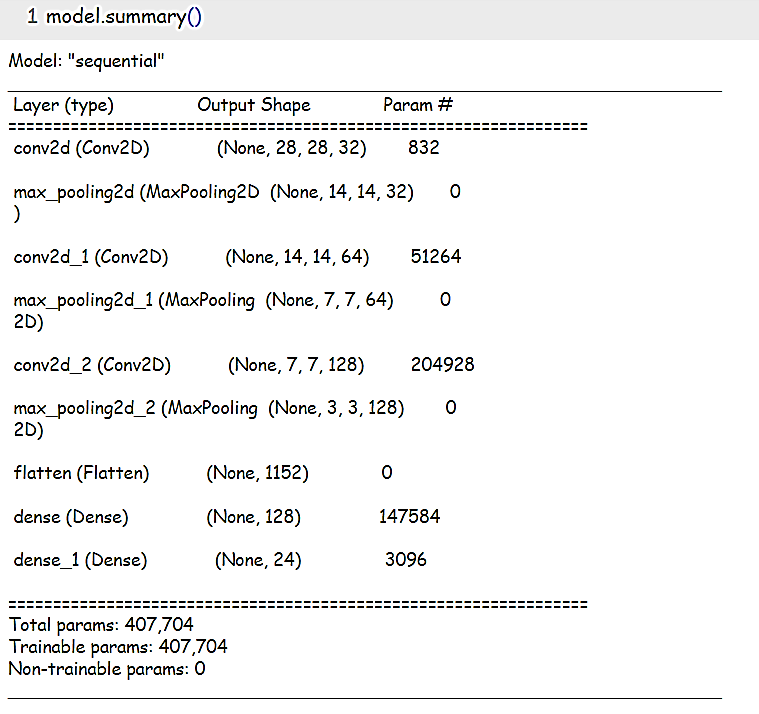 1 model.summary()
Model: "sequential"
Layer (type) Output Shape Param #
=================================================================
conv2d (Conv2D) (None, 28, 28, 32) 832
max_pooling2d (MaxPooling2D (None, 14, 14, 32) 0
)
conv2d_1 (Conv2D) (None, 14, 14, 64) 51264
max_pooling2d_1 (MaxPooling (None, 7, 7, 64) 0
2D)
conv2d_2 (Conv2D) (None, 7, 7, 128) 204928
max_pooling2d_2 (MaxPooling (None, 3, 3, 128) 0
2D)
flatten (Flatten) (None, 1152) 0
dense (Dense) (None, 128) 147584
dense_1 (Dense) (None, 24) 3096
=================================================================
Total params: 407,704
Trainable params: 407,704
Non-trainable params: 0